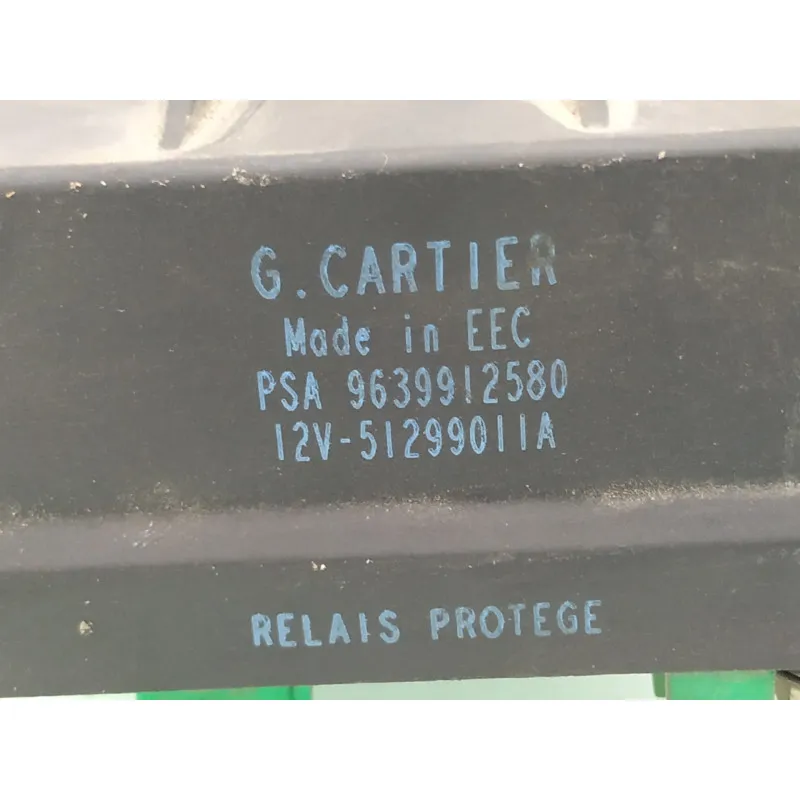 G.CARTIER
Made in EEC
PSA 9639912580
12V-51299011A
RELAIS PROTEGE